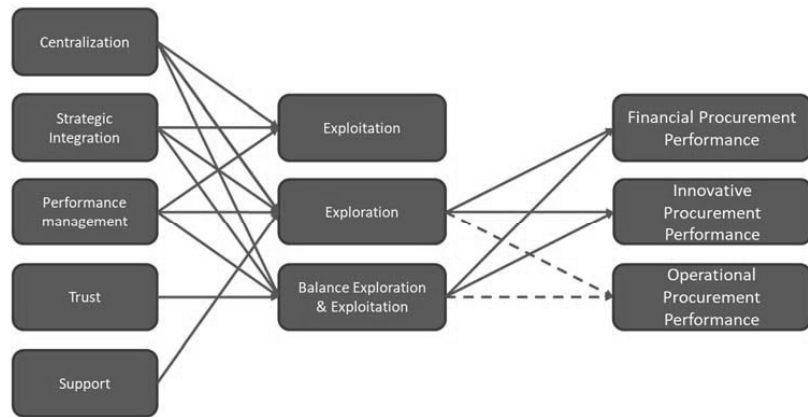 Centralization
Strategic
Integration
Performance
management
Trust
Support
Exploitation
Exploration
Balance Exploration
& Exploitation
Financial Procurement
Performance
Innovative
Procurement
Performance
Operational
Procurement
Performance